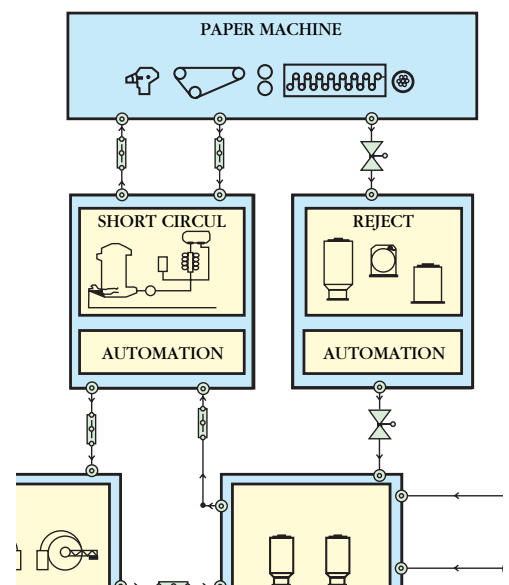 PAPER MACHINE
SHORT CIRCUL
REJECT
AUTOMATION
AUTOMATION